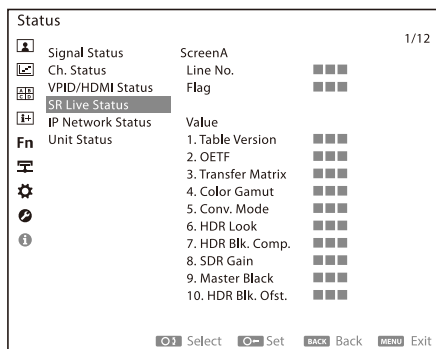 Status
1/12
Signal Status
Ch. Status
VPID/HDMI Status
SR Live Status
IP Network Status
Unit Status
Fn
ScreenA
Line No.
Flag
Value
1. Table Version
2. OETF
3. Transfer Matrix
4. Color Gamut
5. Conv. Mode
6. HDR Look
7. HDR Blk. Comp.
8. SDR Gain
9. Master Black
10. HDR Blk. Ofst.
Select Set BACK Back MENU Exit